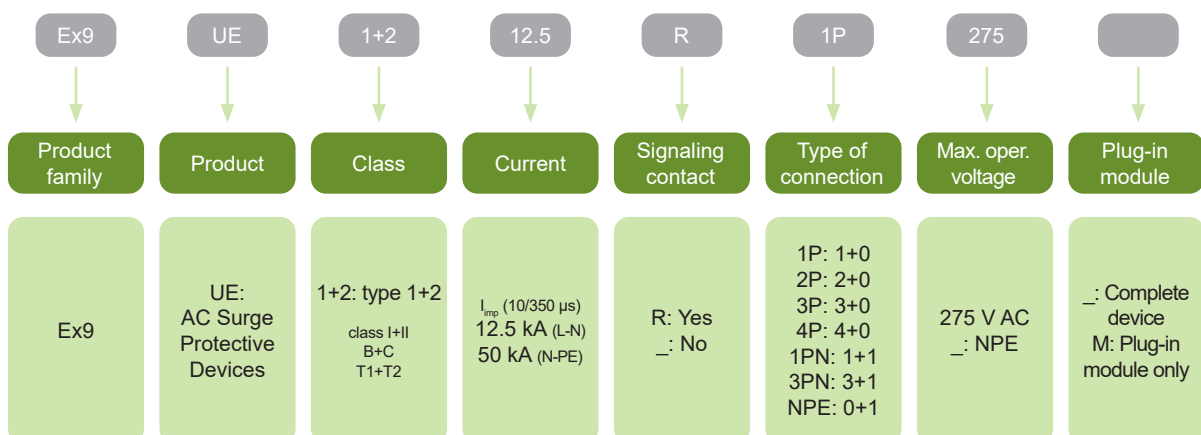 Ex9
UE
1+2
12.5
R
1P
275
Product
family
Product
Class
Current
Signaling
contact
Type of
connection
Max. oper.
voltage
Plug-in
module
Ex9
UE:
AC Surge
Protective
Devices
1+2: type 1+2
class I+II
B+C
T1+T2
Iimp (10/350 µs)
12.5 kA (L-N)
50 kA (N-PE)
R: Yes
_: No
1P: 1+0
2P: 2+0
3P: 3+0
4P: 4+0
1PN: 1+1
3PN: 3+1
NPE: 0+1
275 V AC
_: NPE
_: Complete
device
M: Plug-in
module only